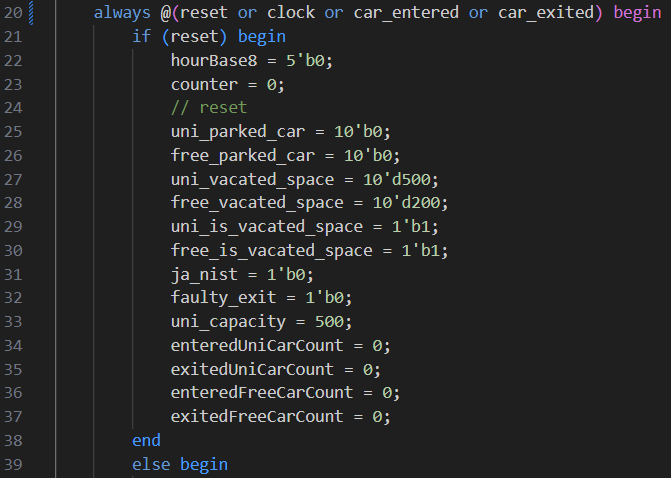 20 always @(reset or clock or car_entered or car_exited) begin
21 if (reset) begin
22 hourBase8 = 5'b0;
23 counter = 0;
24 // reset
25 uni_parked_car = 10'b0;
26 free_parked_car = 10'b0;
27 uni_vacated_space = 10'd500;
28 free_vacated_space = 10'd200;
29 uni_is_vacated_space = 1'b1;
30 free_is_vacated_space = 1'b1;
31 ja_nist = 1'b0;
32 faulty_exit = 1'b0;
33 uni_capacity = 500;
34 enteredUniCarCount = 0;
35 exitedUniCarCount = 0;
36 enteredFreeCarCount = 0;
37 exitedFreeCarCount = 0;
38 end
39 else begin